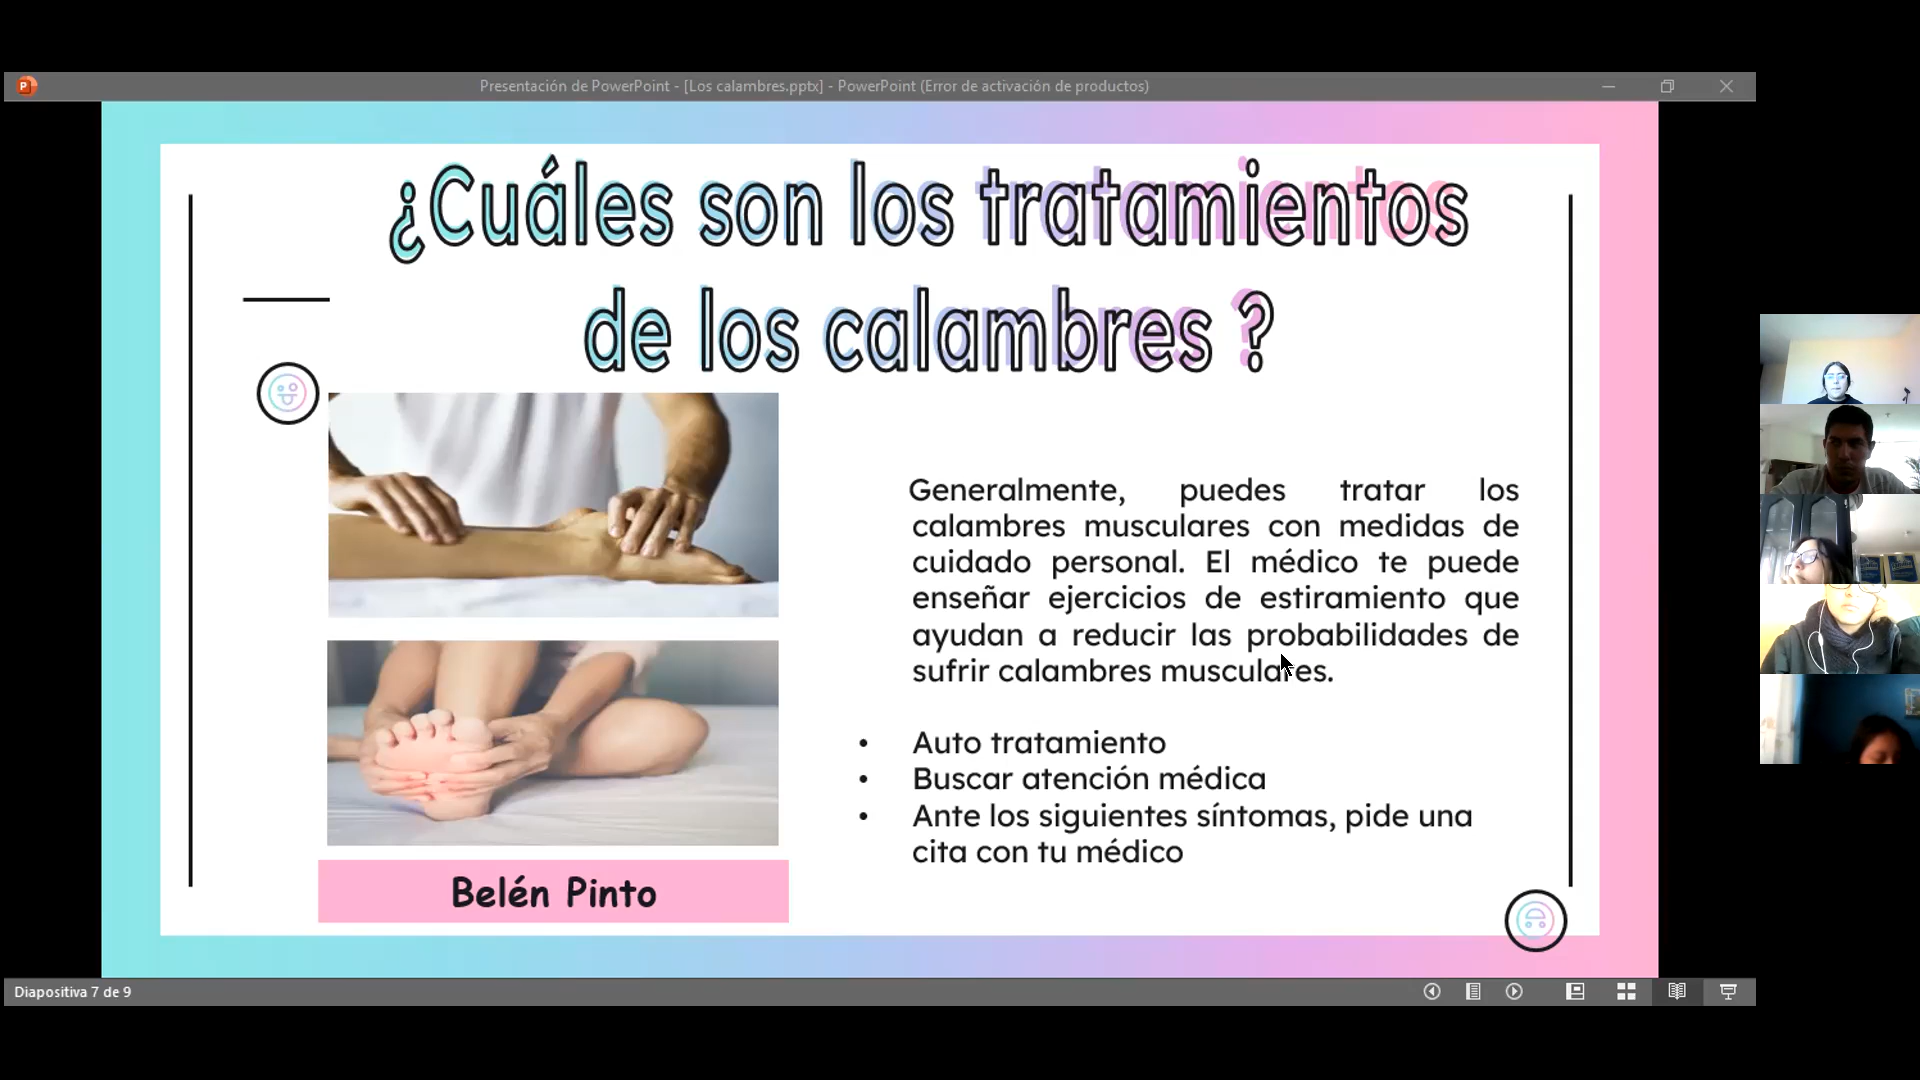 Presentación de PowerPoint - [Los calambres.pptx] - PowerPoint (Error de activación de productos)
¿Cuáles son los tratamientos
de los calambres ?
Generalmente, puedes tratar los
calambres musculares con medidas de
cuidado personal. El médico te puede
enseñar ejercicios de estiramiento que
ayudan a reducir las probabilidades de
sufrir calambres musculares.
• Auto tratamiento
• Buscar atención médica
• Ante los siguientes síntomas, pide una
cita con tu médico
Belén Pinto
Diapositiva 7 de 9